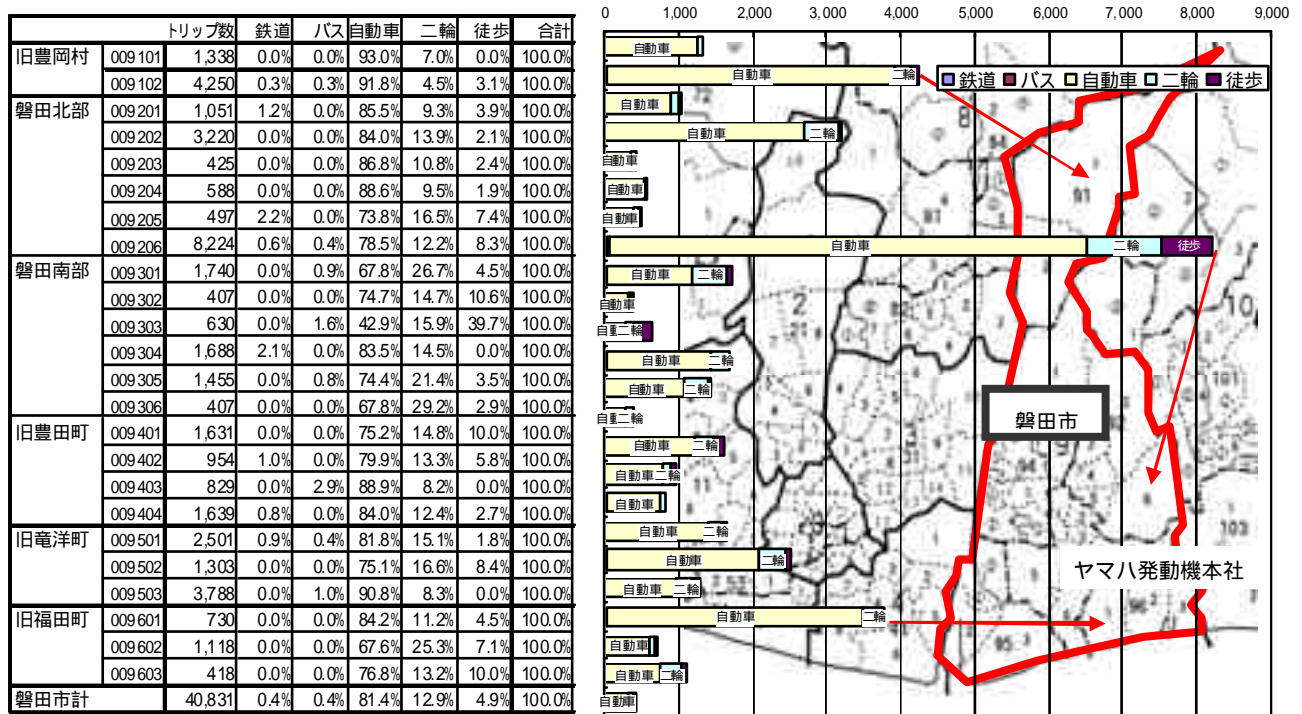 トリップ数 鉄道 バス 自動車 二輪 徒歩 合計
旧豊岡村 009101 1,338 0.0% 0.0% 93.0% 7.0% 0.0% 100.0%
009102 4,250 0.3% 0.3% 91.8% 4.5% 3.1% 100.0%
磐田北部 009201 1,051 1.2% 0.0% 85.5% 9.3% 3.9% 100.0%
009202 3,220 0.0% 0.0% 84.0% 13.9% 2.1% 100.0%
009203 425 0.0% 0.0% 86.8% 10.8% 2.4% 100.0%
009204 588 0.0% 0.0% 88.6% 9.5% 1.9% 100.0%
009205 497 2.2% 0.0% 73.8% 16.5% 7.4% 100.0%
009206 8,224 0.6% 0.4% 78.5% 12.2% 8.3% 100.0%
磐田南部 009301 1,740 0.0% 0.9% 67.8% 26.7% 4.5% 100.0%
009302 407 0.0% 0.0% 74.7% 14.7% 10.6% 100.0%
009303 630 0.0% 1.6% 42.9% 15.9% 39.7% 100.0%
009304 1,688 2.1% 0.0% 83.5% 14.5% 0.0% 100.0%
009305 1,455 0.0% 0.8% 74.4% 21.4% 3.5% 100.0%
009306 407 0.0% 0.0% 67.8% 29.2% 2.9% 100.0%
旧豊田町 009401 1,631 0.0% 0.0% 75.2% 14.8% 10.0% 100.0%
009402 954 1.0% 0.0% 79.9% 13.3% 5.8% 100.0%
009403 829 0.0% 2.9% 88.9% 8.2% 0.0% 100.0%
009404 1,639 0.8% 0.0% 84.0% 12.4% 2.7% 100.0%
旧竜洋町 009501 2,501 0.9% 0.4% 81.8% 15.1% 1.8% 100.0%
009502 1,303 0.0% 0.0% 75.1% 16.6% 8.4% 100.0%
009503 3,788 0.0% 1.0% 90.8% 8.3% 0.0% 100.0%
旧福田町 009601 730 0.0% 0.0% 84.2% 11.2% 4.5% 100.0%
009602 1,118 0.0% 0.0% 67.6% 25.3% 7.1% 100.0%
009603 418 0.0% 0.0% 76.8% 13.2% 10.0% 100.0%
磐田市計 40,831 0.4% 0.4% 81.4% 12.9% 4.9% 100.0%
0 1,000 2,000 3,000 4,000 5,000 6,000 7,000 8,000 9,000
自動車
自動車 二輪
鉄道 バス 自動車 二輪 徒歩
自動車
自動車 二輪
自動車
自動車
自動車
自動車 二輪 徒歩
自動車 二輪
自動車
二輪
自動車 二輪
自動車 二輪
二輪
自動車 二輪
自動車 二輪
自動車
自動車 二輪
自動車 二輪
自動車 二輪
自動車 二輪
自動車
自動車 二輪
自動車
磐田市
ヤマハ発動機本社
91
81
2
21
10
101
11
103
95
96